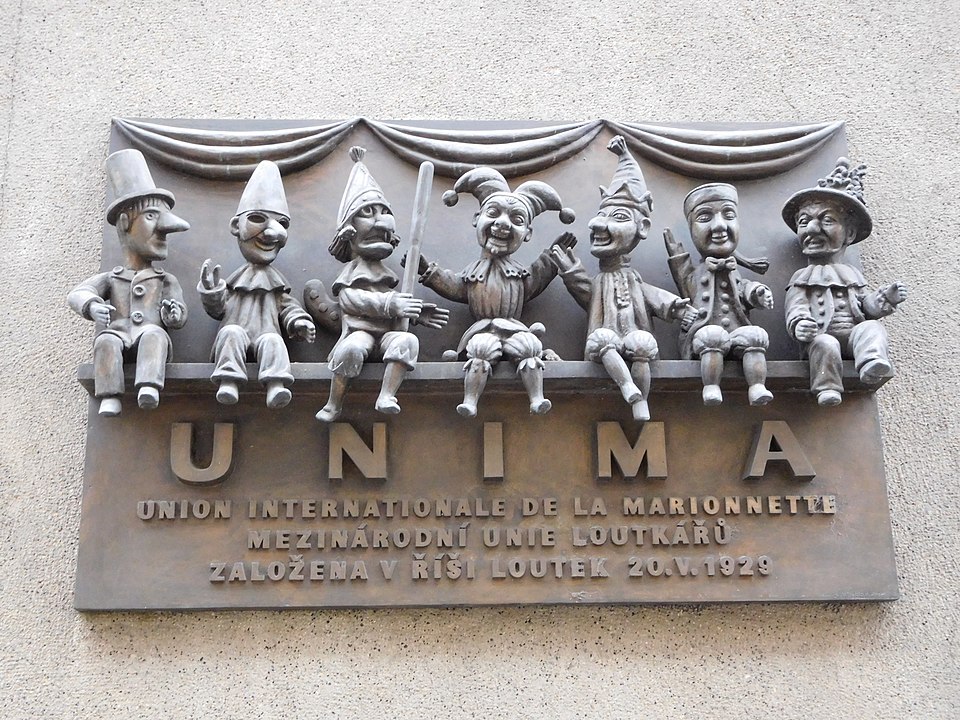 UNIMA
UNION INTERNATIONALE DE LA MARIONNETTE
MEZINÁRODNÍ UNIE LOUTKÁŘŮ
ZALOŽENA V ŘÍŠI LOUTEK 20.V.1929